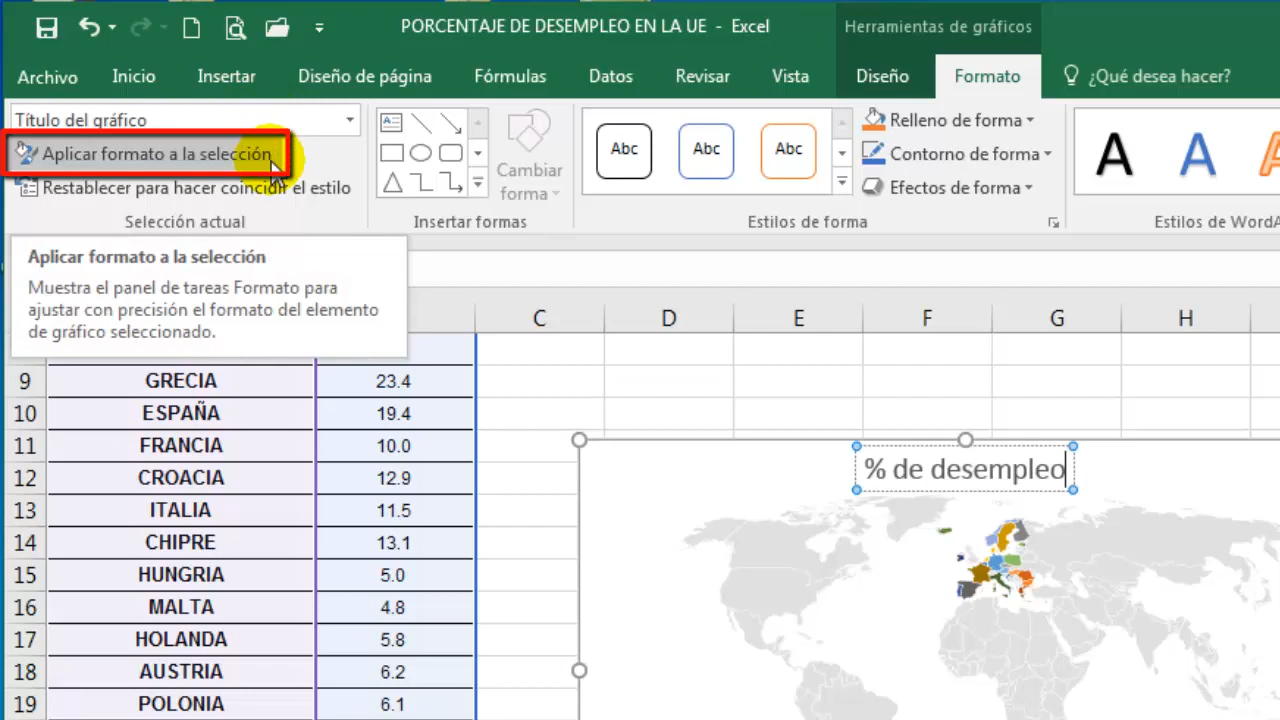 PORCENTAJE DE DESEMPLEO EN LA UE - Excel
Herramientas de gráficos
Archivo
Inicio
Insertar
Diseño de página
Fórmulas
Datos
Revisar
Vista
Diseño
Formato
¿Qué desea hacer?
Título del gráfico
Aplicar formato a la selección
Restablecer para hacer coincidir el estilo
Selección actual
Cambiar
forma
Insertar formas
Abc
Abc
Abc
Estilos de forma
Relleno de forma
Contorno de forma
Efectos de forma
A
A
A
Estilos de WordA
Aplicar formato a la selección
Muestra el panel de tareas Formato para
ajustar con precisión el formato del elemento
de gráfico seleccionado.
C D E F G H
9 GRECIA 23.4
10 ESPAÑA 19.4
11 FRANCIA 10.0
12 CROACIA 12.9
13 ITALIA 11.5
14 CHIPRE 13.1
15 HUNGRIA 5.0
16 MALTA 4.8
17 HOLANDA 5.8
18 AUSTRIA 6.2
19 POLONIA 6.1
% de desempleo